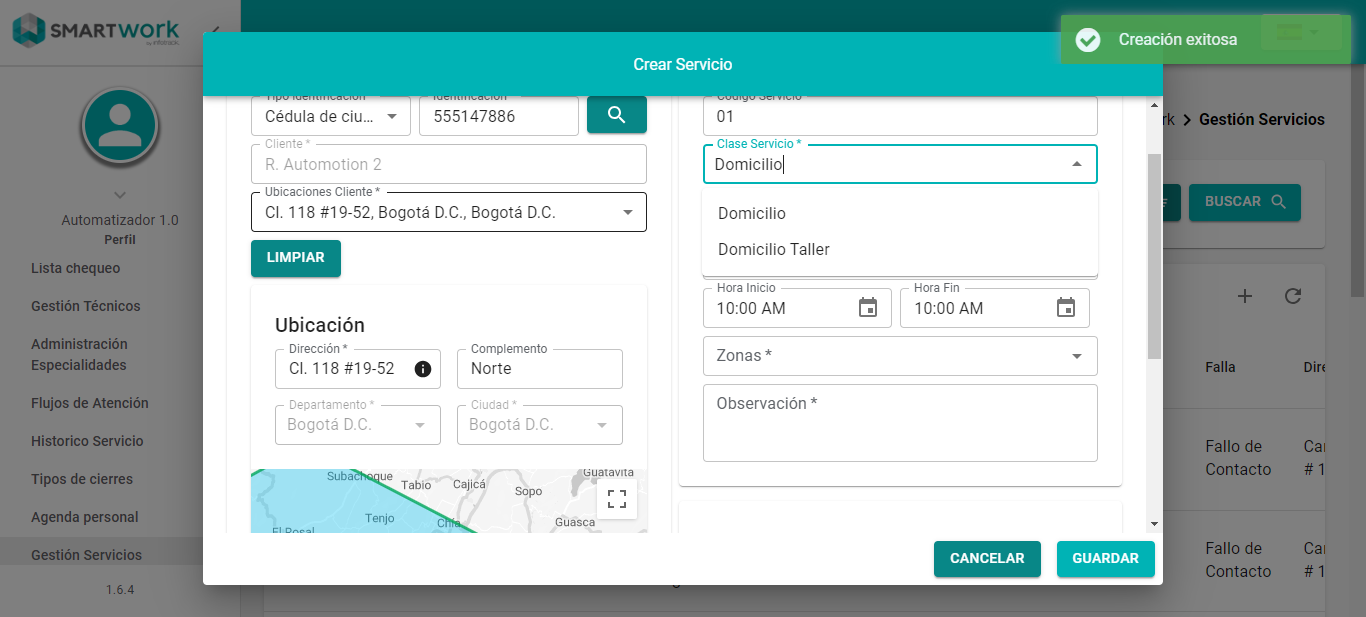 SMARTWORK
by infotrack
Creación exitosa
Crear Servicio
rk > Gestión Servicios
Automatizador 1.0
Perfil
Lista chequeo
Gestión Técnicos
Administración
Especialidades
Flujos de Atención
Historico Servicio
Tipos de cierres
Agenda personal
Gestión Servicios
1.6.4
Tipo Identificación
Cédula de ciu...
Identificación
555147886
Cliente *
R. Automotion 2
Ubicaciones Cliente *
Cl. 118 #19-52, Bogotá D.C., Bogotá D.C.
LIMPIAR
Ubicación
Dirección *
Cl. 118 #19-52
Complemento
Norte
Departamento *
Bogotá D.C.
Ciudad *
Bogotá D.C.
Subachoque
Tabio
Cajicá
Sopo
Guatavita
Tenjo
Chía
Guasca
El Rosal
Código Servicio
01
Clase Servicio *
Domicilio
Domicilio
Domicilio Taller
Hora Inicio
10:00 AM
Hora Fin
10:00 AM
Zonas *
Observación *
CANCELAR
GUARDAR
BUSCAR
Falla
Dire
Fallo de
Contacto
Car
# 1
Fallo de
Contacto
Car
# 1